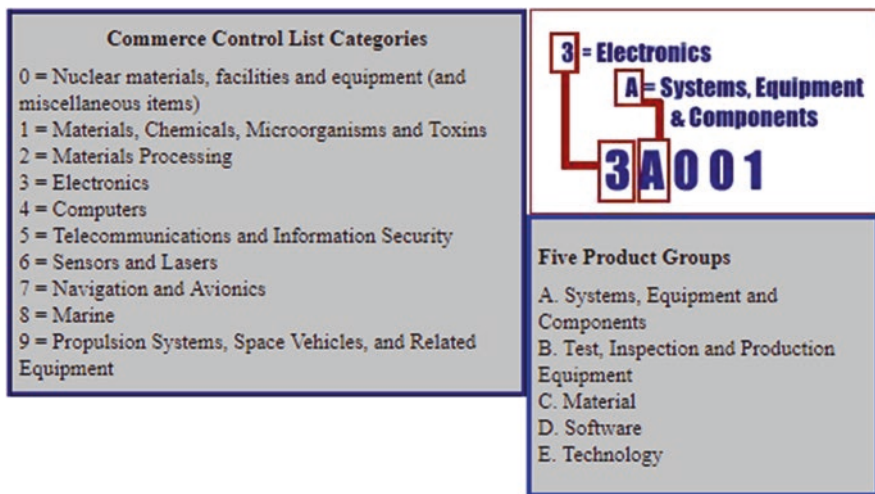 Commerce Control List Categories
0 = Nuclear materials, facilities and equipment (and
miscellaneous items)
1 = Materials, Chemicals, Microorganisms and Toxins
2 = Materials Processing
3 = Electronics
4 = Computers
5 = Telecommunications and Information Security
6 = Sensors and Lasers
7 = Navigation and Avionics
8 = Marine
9 = Propulsion Systems, Space Vehicles, and Related
Equipment
3 = Electronics
A = Systems, Equipment
& Components
3A001
Five Product Groups
A. Systems, Equipment and
Components
B. Test, Inspection and Production
Equipment
C. Material
D. Software
E. Technology